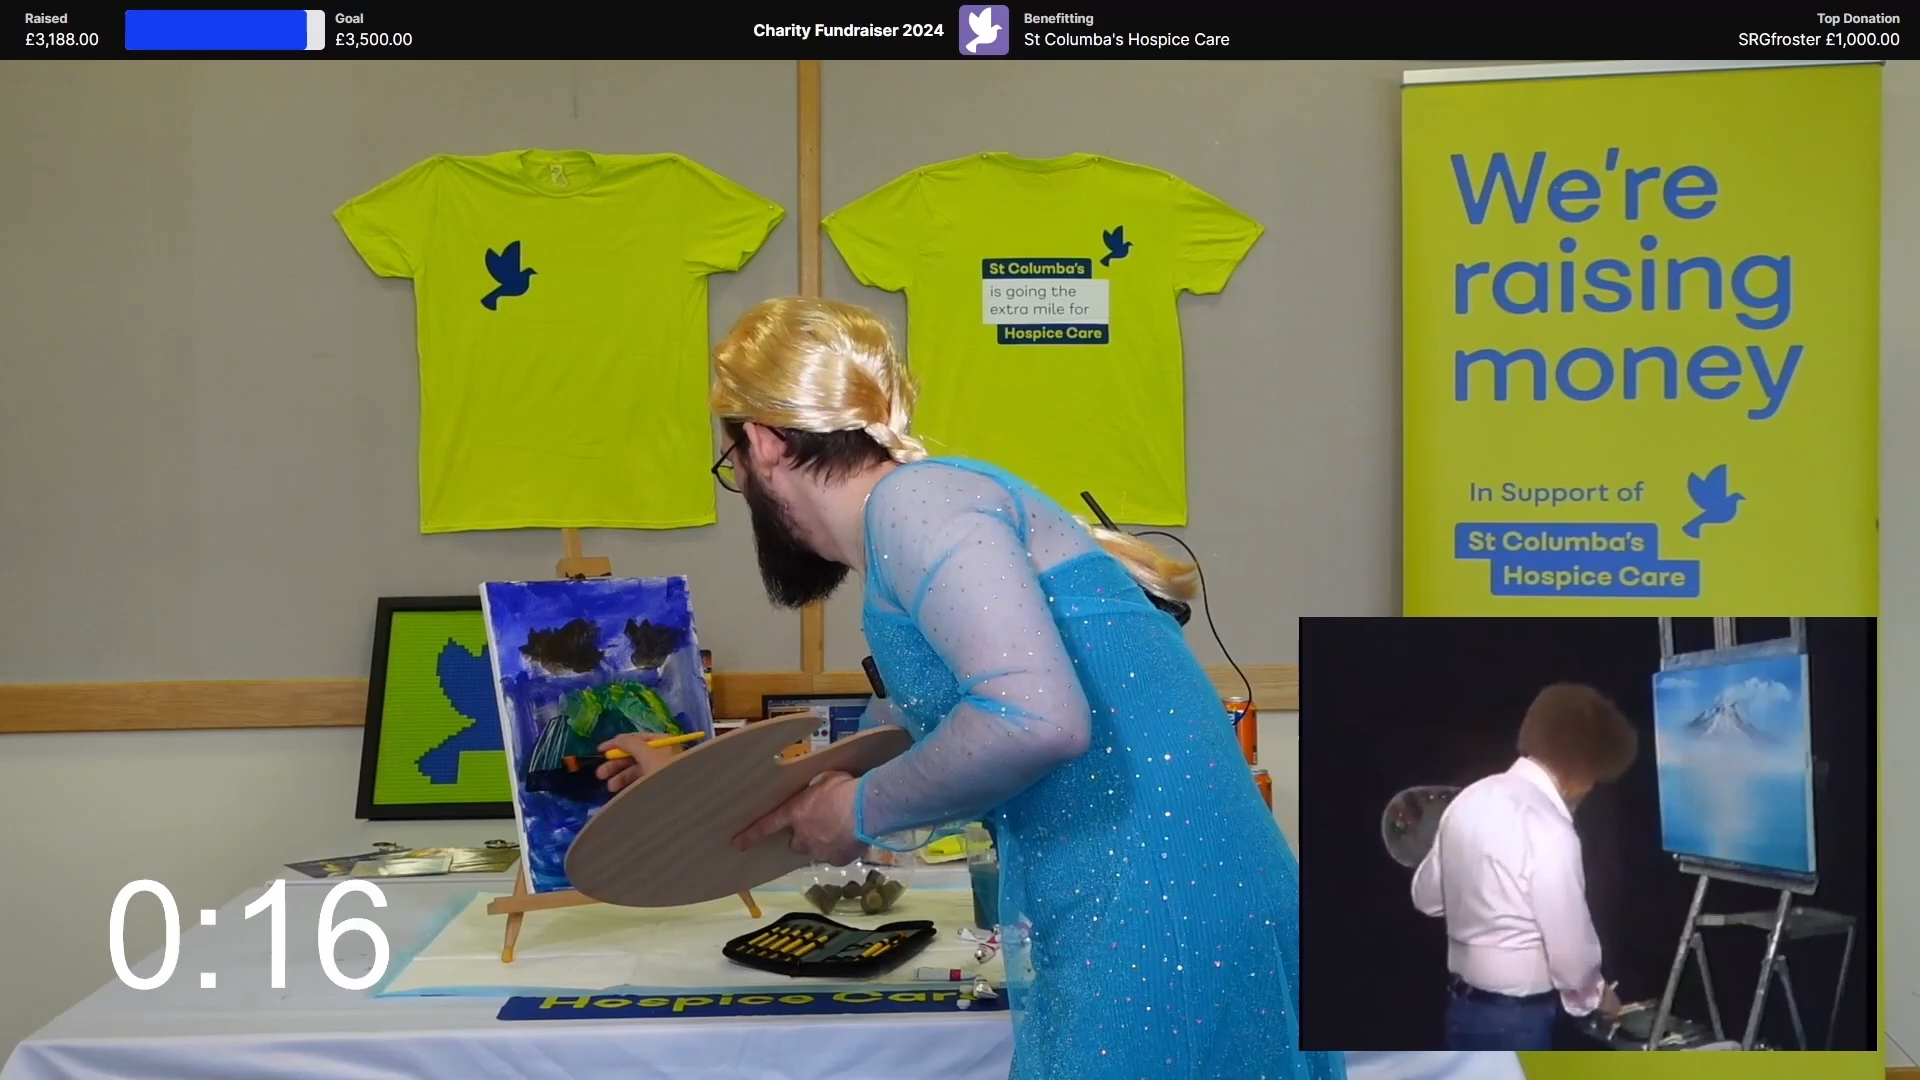 Raised
£3,188.00
Goal
£3,500.00
Charity Fundraiser 2024
Benefitting
St Columba's Hospice Care
Top Donation
SRGfroster £1,000.00
St Columba's
is going the
extra mile for
Hospice Care
We're
raising
money
In Support of
St Columba's
Hospice Care
0:16
Hospice Care